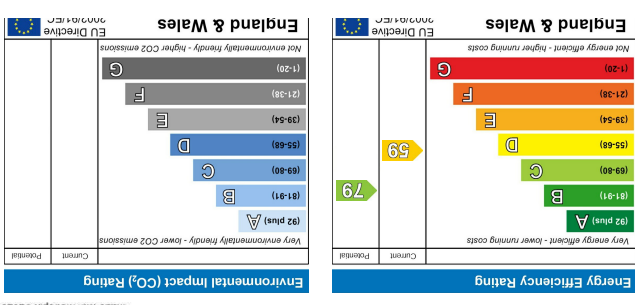 Energy Efficiency Rating
Current
Potential
Very energy efficient - lower running costs
(92 plus) A
(81-91) B
(69-80) C
(55-68) D
(39-54) E
(21-38) F
(1-20) G
Not energy efficient - higher running costs
59
79
England & Wales
EU Directive
2002/91/EC
Environmental Impact (CO₂) Rating
Current
Potential
Very environmentally friendly - lower CO2 emissions
(92 plus) A
(81-91) B
(69-80) C
(55-68) D
(39-54) E
(21-38) F
(1-20) G
Not environmentally friendly - higher CO2 emissions
England & Wales
EU Directive
2002/91/EC